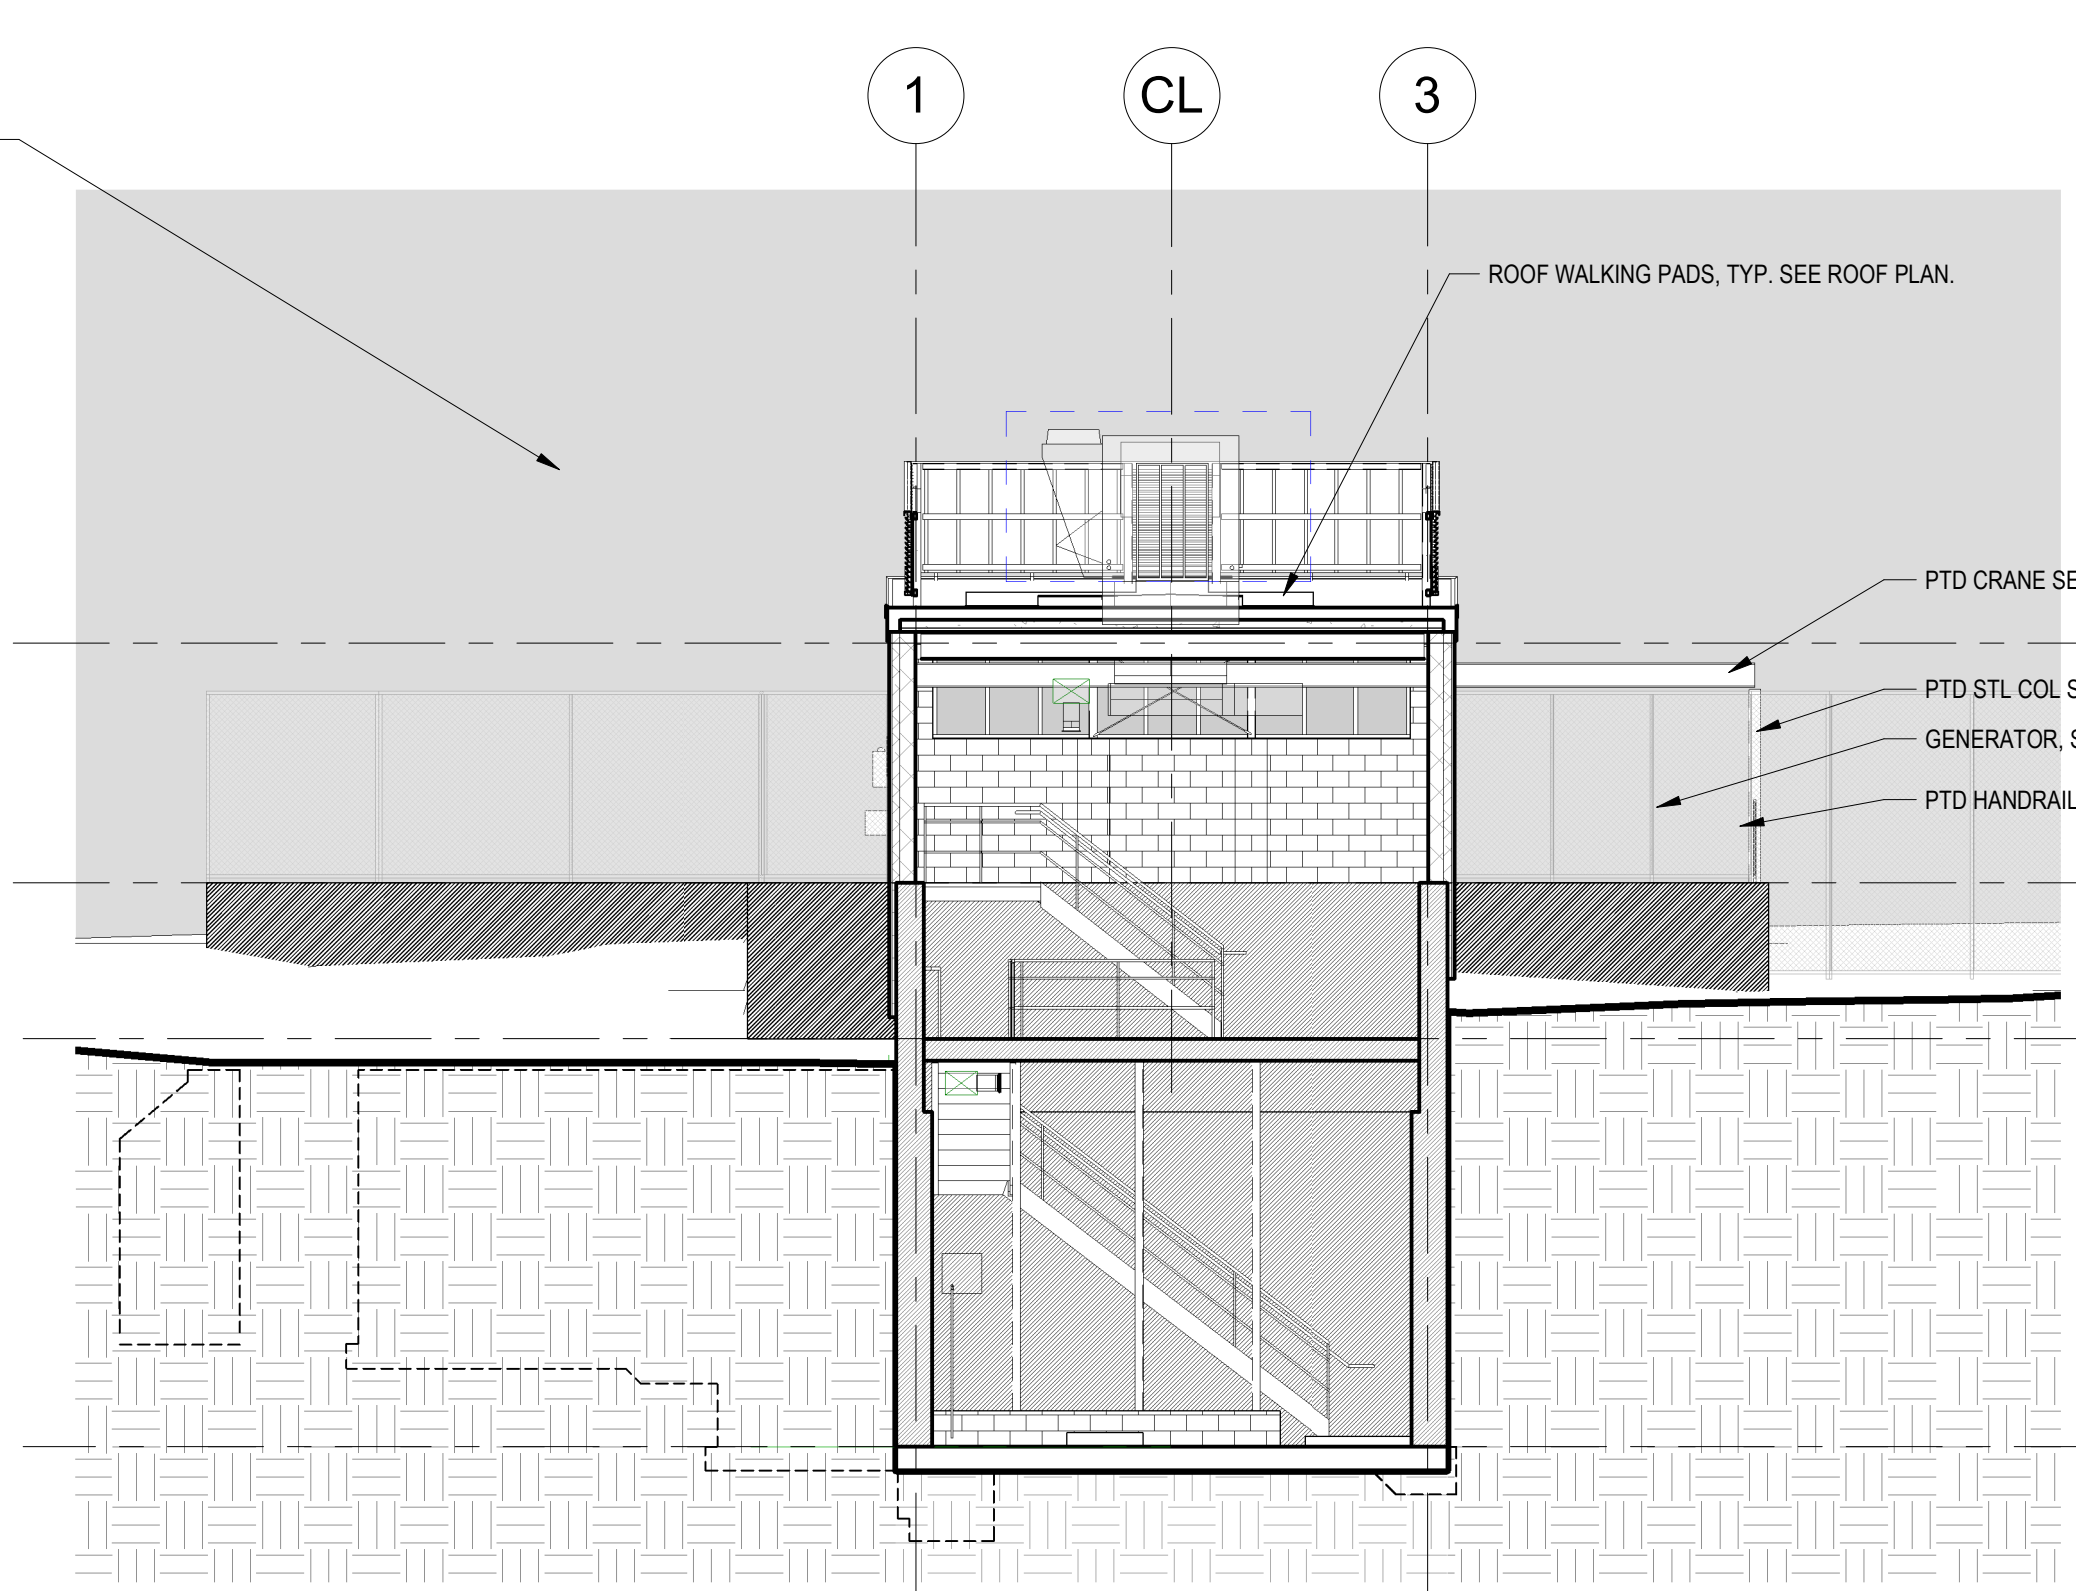 1
CL
3
ROOF WALKING PADS, TYP. SEE ROOF PLAN.
PTD CRANE SE
PTD STL COL S
GENERATOR, S
PTD HANDRAIL